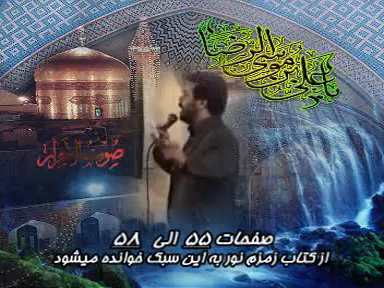 یا علی بن موسی الرضا
صفحات ۵۵ الی ۵۸
از کتاب زمزم نور به این سبک خوانده میشود